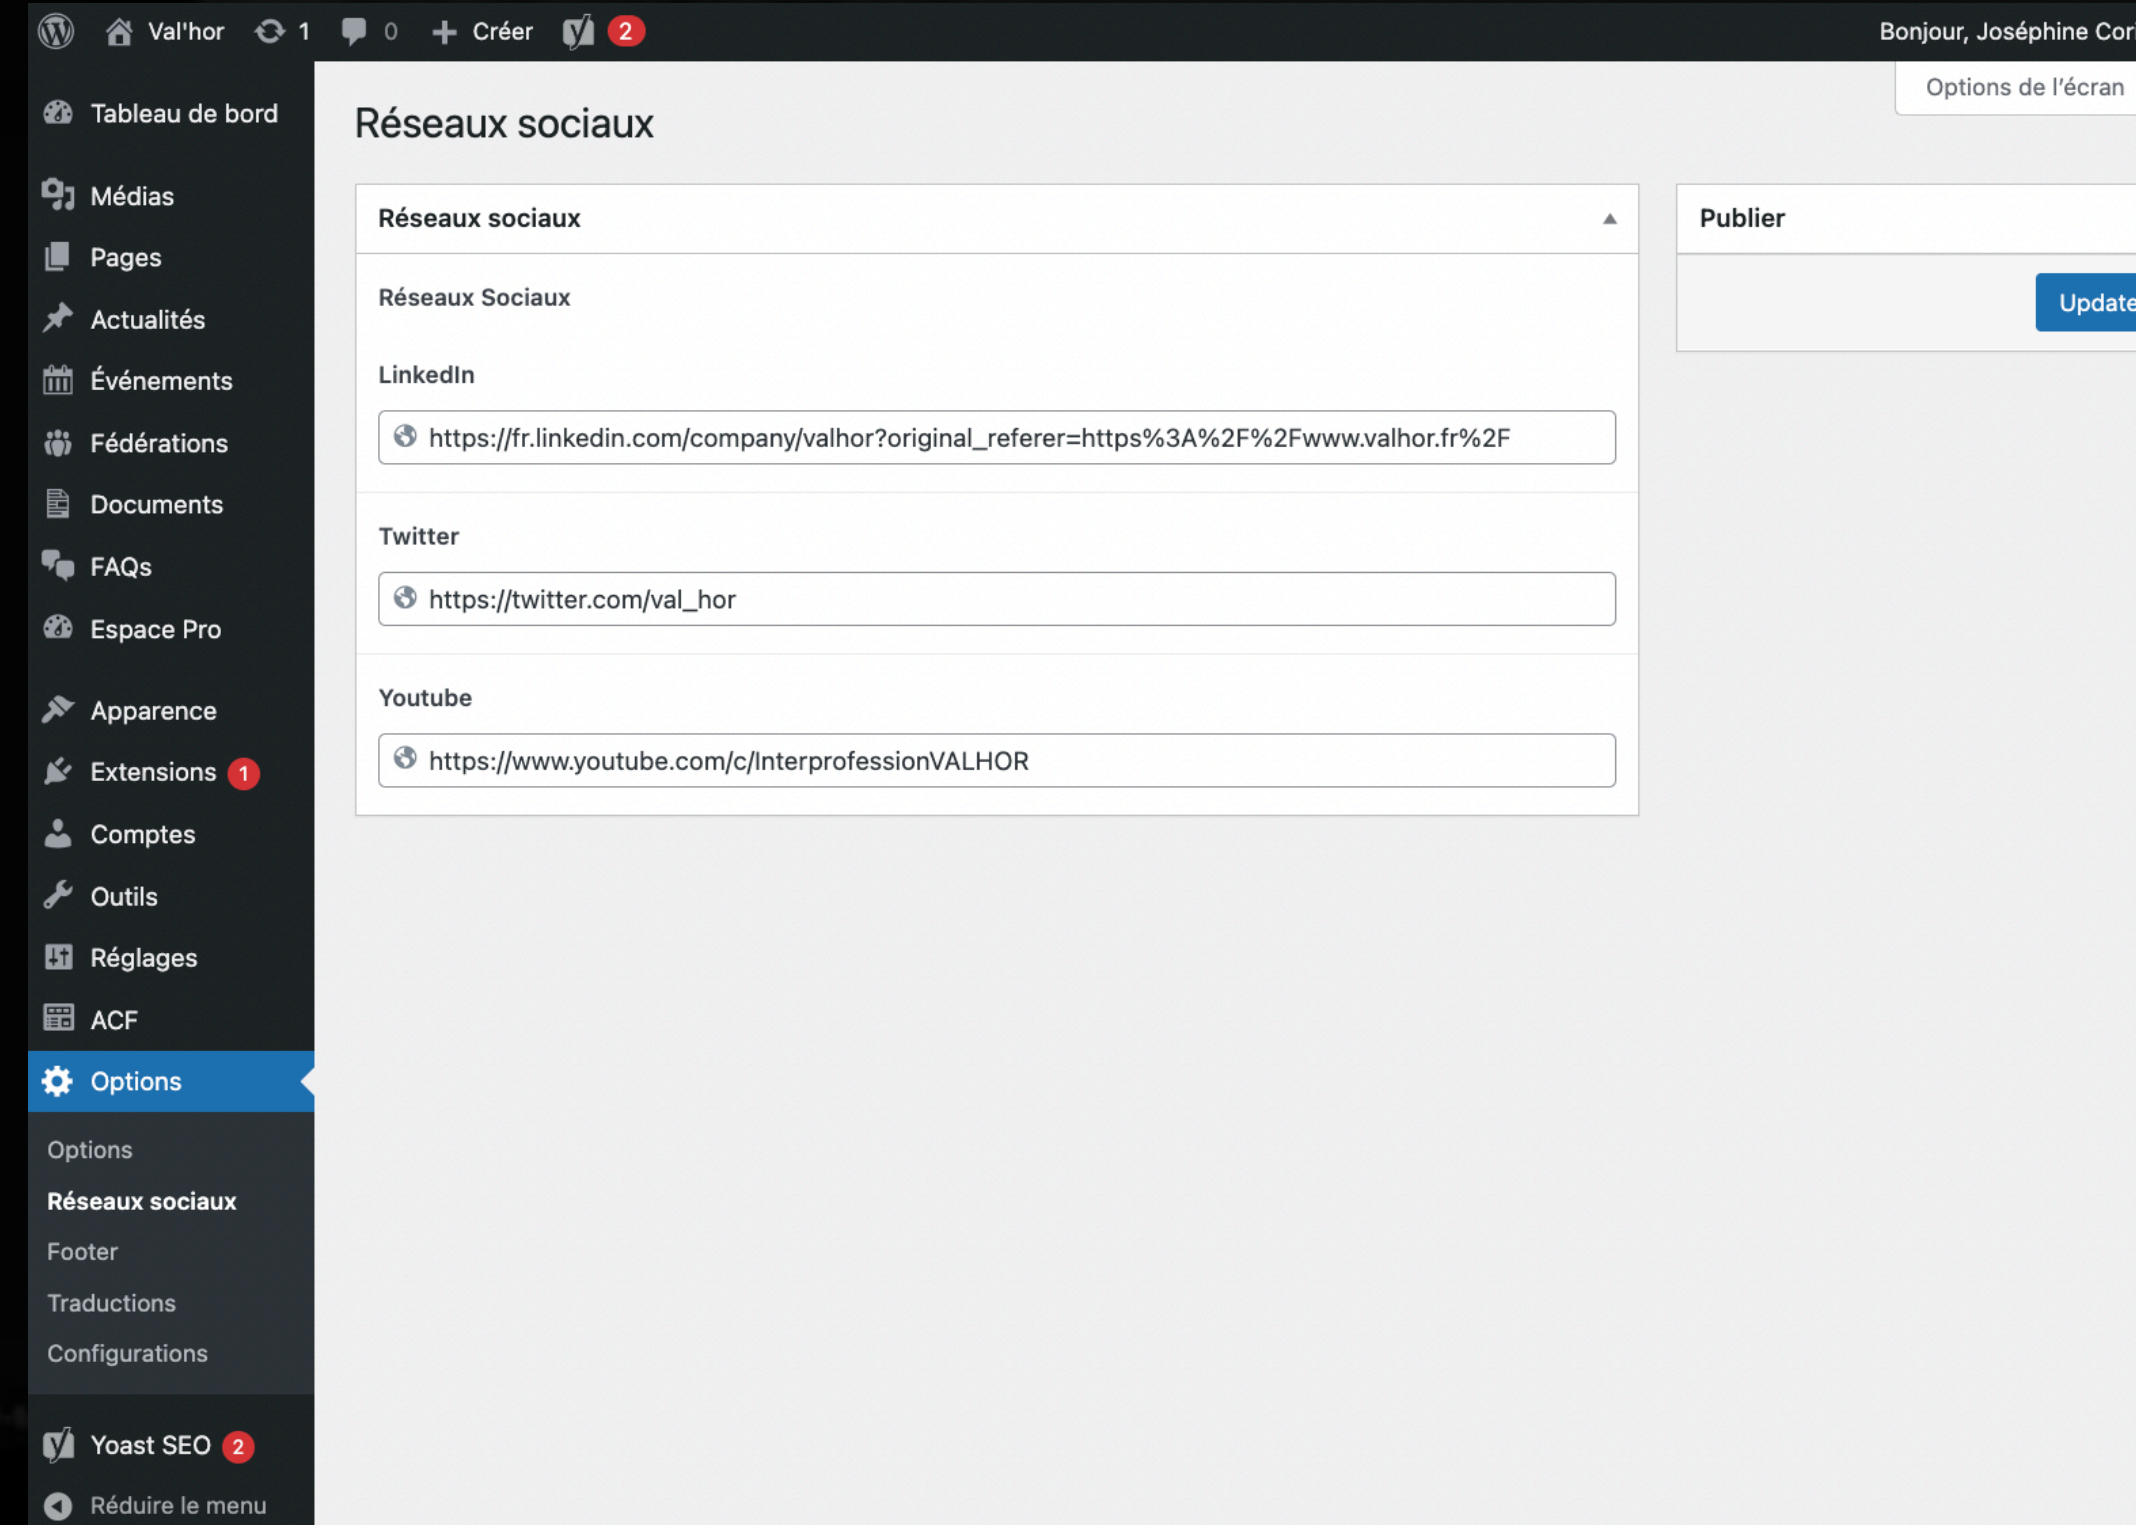 Val'hor 1 0 Créer 2 Bonjour, Joséphine
Options de l'écran
Tableau de bord
Médias
Pages
Actualités
Événements
Fédérations
Documents
FAQs
Espace Pro
Apparence
Extensions 1
Comptes
Outils
Réglages
ACF
Options
Options
Réseaux sociaux
Footer
Traductions
Configurations
Yoast SEO 2
Réduire le menu
Réseaux sociaux
Réseaux sociaux
Réseaux Sociaux
LinkedIn
https://fr.linkedin.com/company/valhor?original_referer=https%3A%2F%2Fwww.valhor.fr%2F
Twitter
https://twitter.com/val_hor
Youtube
https://www.youtube.com/c/InterprofessionVALHOR
Publier
Update